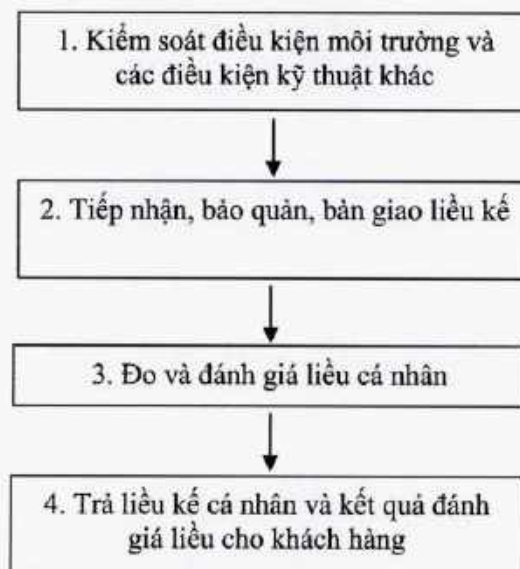 1. Kiểm soát điều kiện môi trường và
các điều kiện kỹ thuật khác
2. Tiếp nhận, bảo quản, bàn giao liều kế
3. Đo và đánh giá liều cá nhân
4. Trả liều kế cá nhân và kết quả đánh
giá liều cho khách hàng